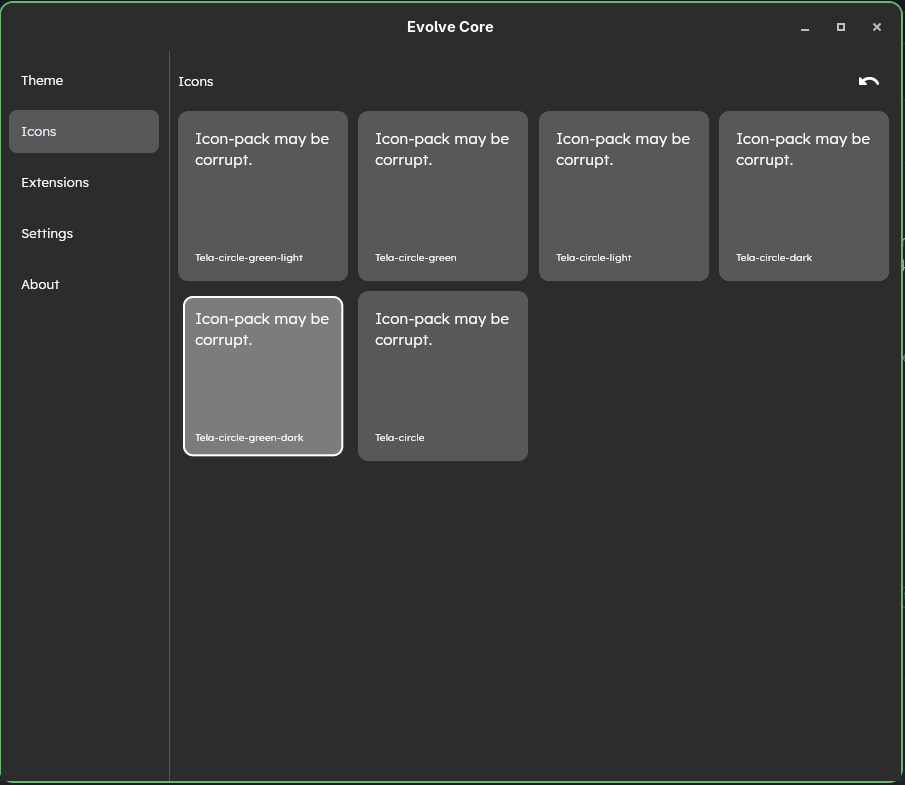 Evolve Core
Theme
Icons
Extensions
Settings
About
Icons
Icon-pack may be
corrupt.
Tela-circle-green-light
Icon-pack may be
corrupt.
Tela-circle-green
Icon-pack may be
corrupt.
Tela-circle-light
Icon-pack may be
corrupt.
Tela-circle-dark
Icon-pack may be
corrupt.
Tela-circle-green-dark
Icon-pack may be
corrupt.
Tela-circle